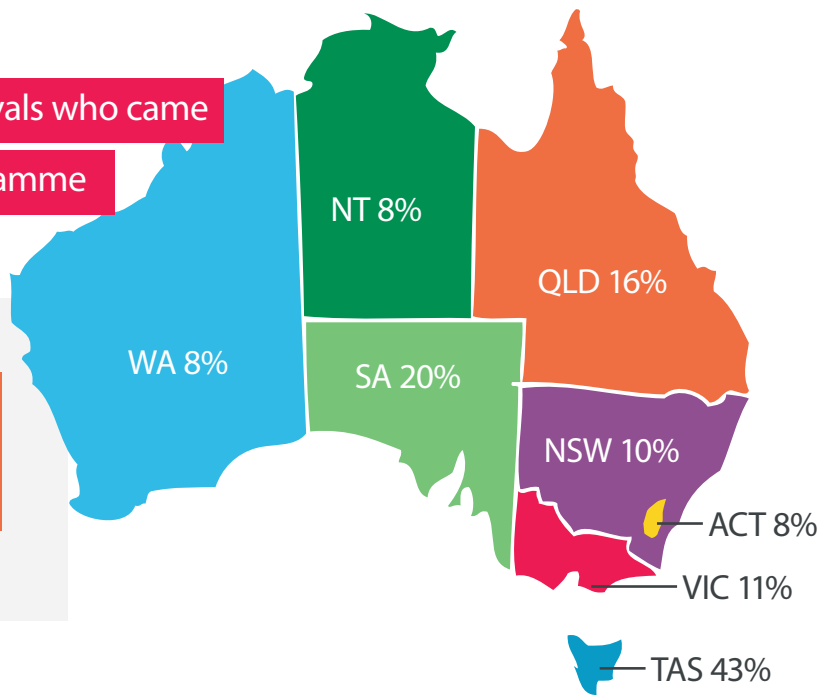 vals who came
amme
NT 8%
QLD 16%
WA 8%
SA 20%
NSW 10%
ACT 8%
VIC 11%
TAS 43%